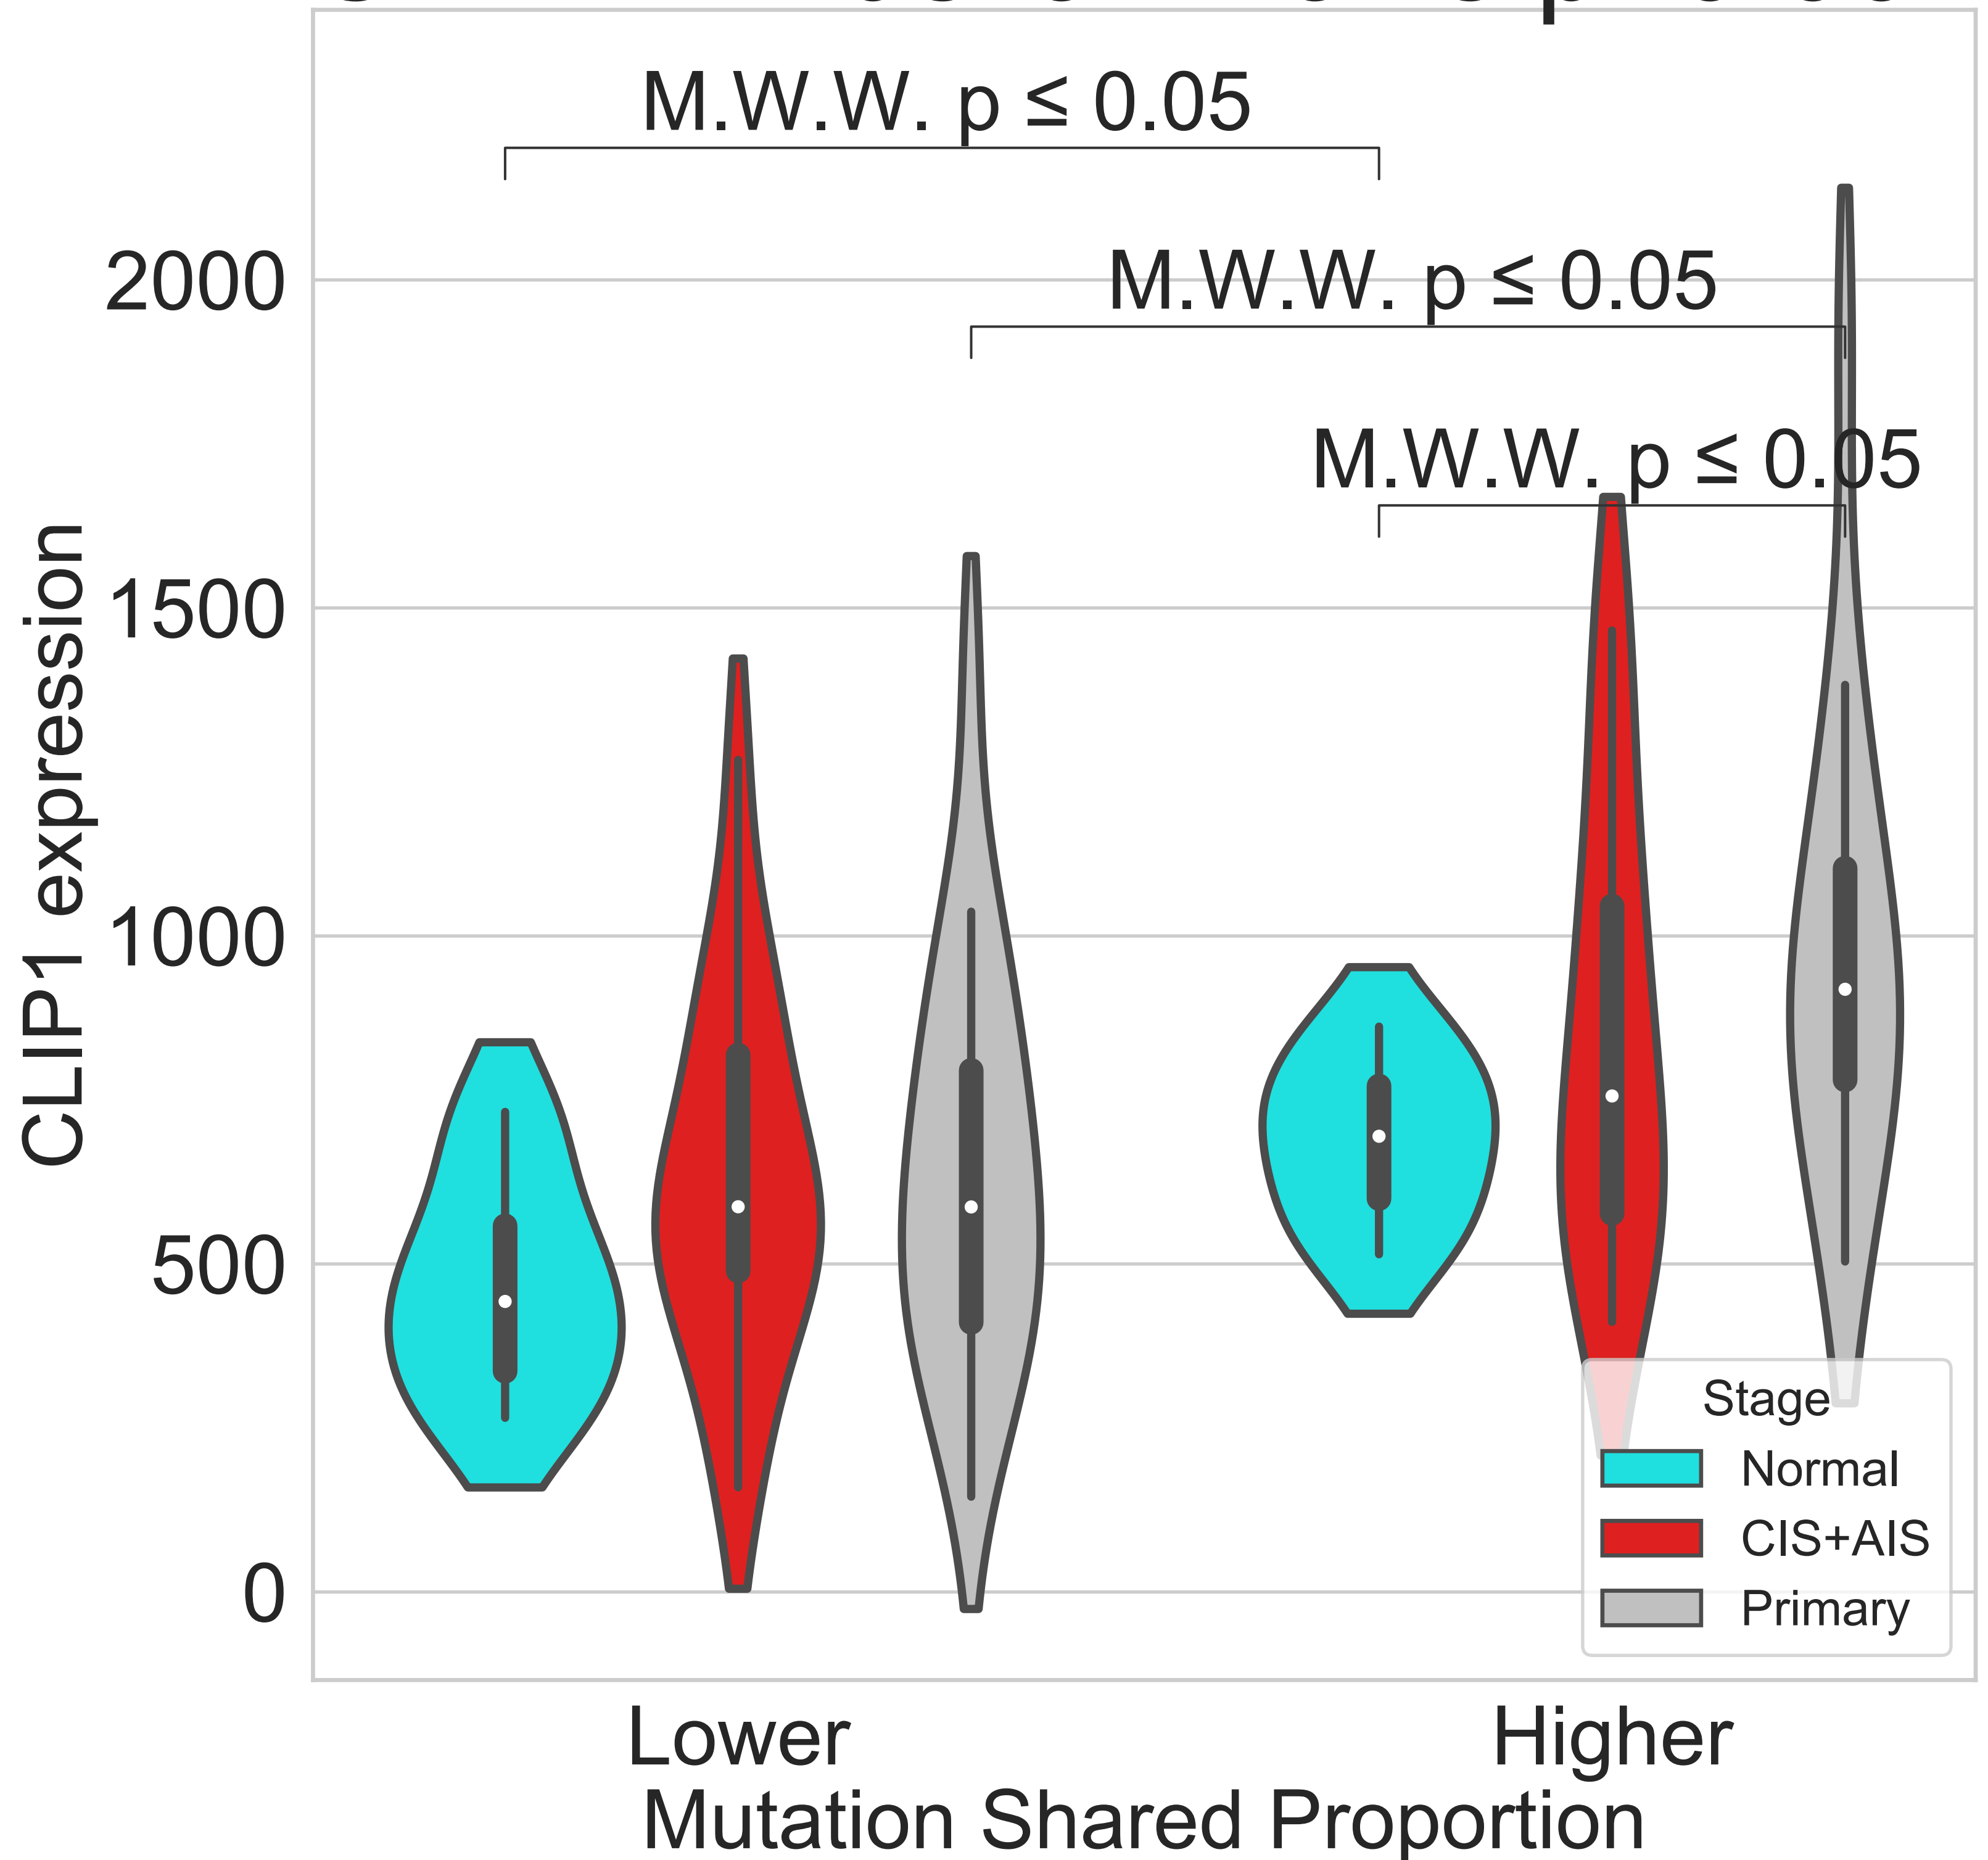 M.W.W. p ≤ 0.05
2000
M.W.W. p ≤ 0.05
M.W.W. p ≤ 0.05
CLIP1 expression
1500
1000
500
0
Stage
Normal
CIS+AIS
Primary
Lower
Higher
Mutation Shared Proportion